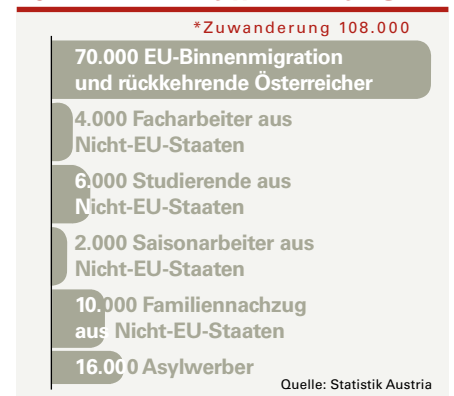 *Zuwanderung 108.000
70.000 EU-Binnenmigration
und rückkehrende Österreicher
4.000 Facharbeiter aus
Nicht-EU-Staaten
6.000 Studierende aus
Nicht-EU-Staaten
2.000 Saisonarbeiter aus
Nicht-EU-Staaten
10.000 Familiennachzug
aus Nicht-EU-Staaten
16.000 Asylwerber
Quelle: Statistik Austria